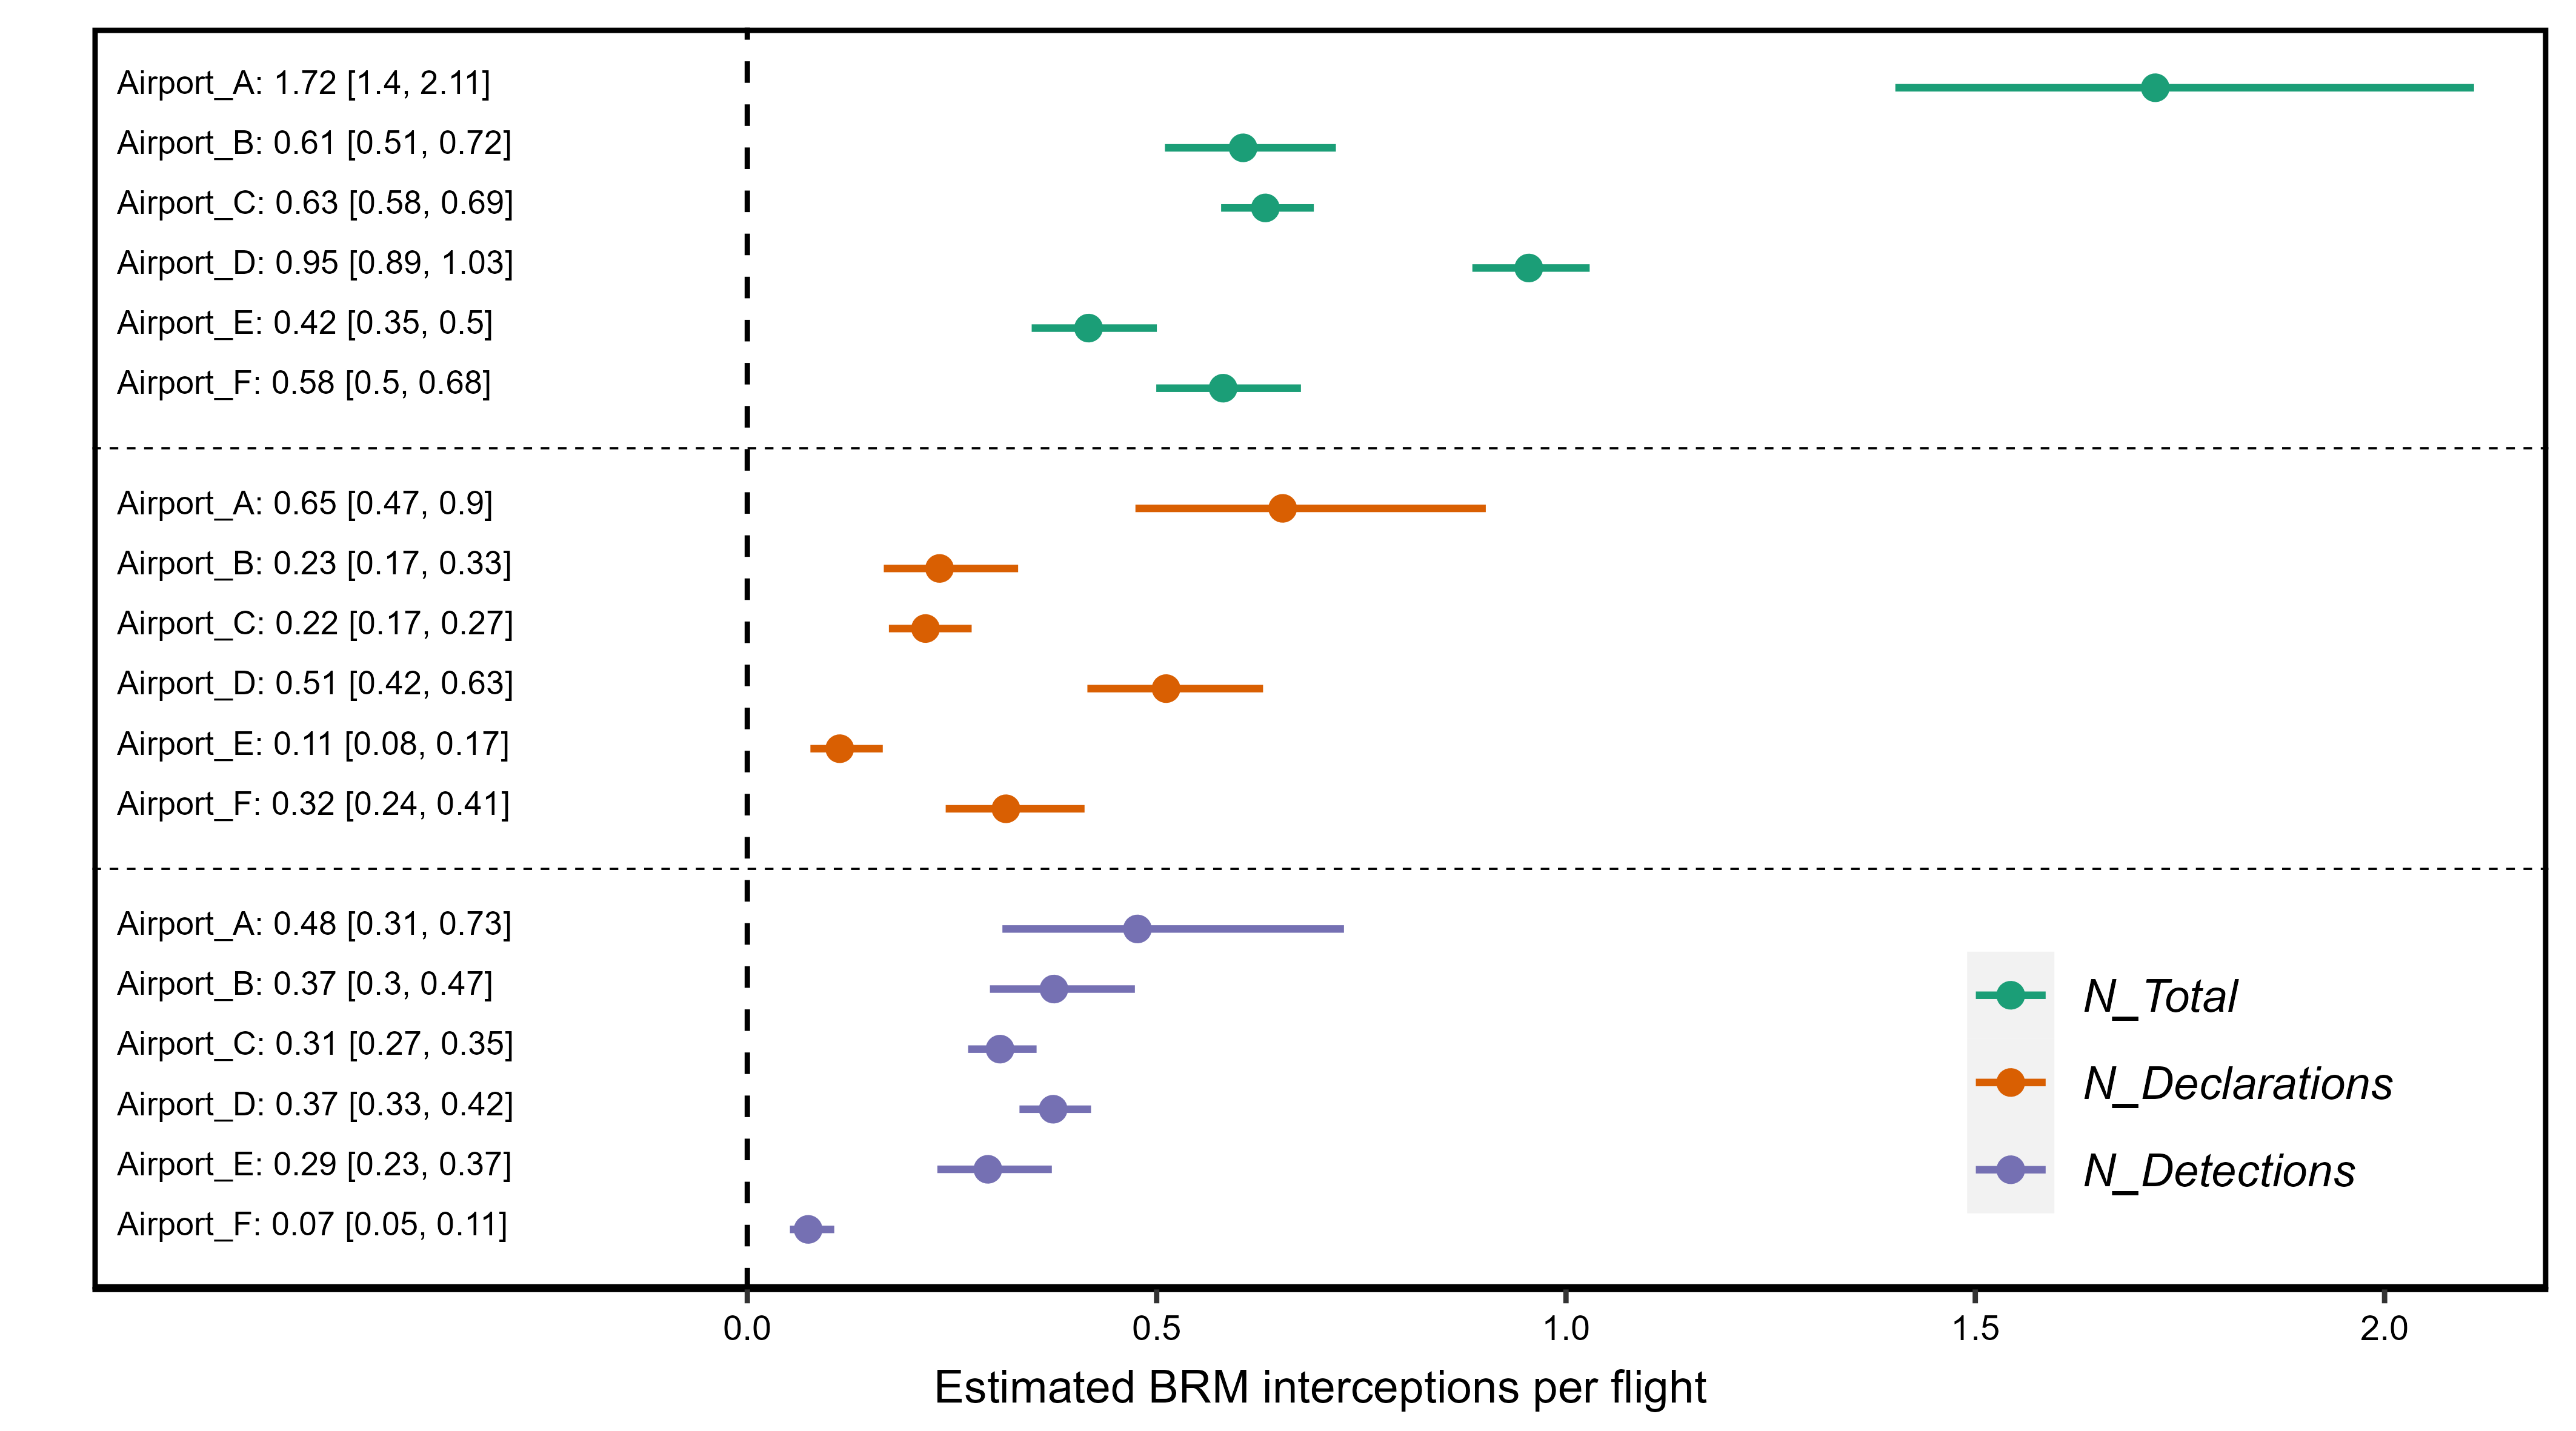 Airport_A: 1.72 [1.4, 2.11]
Airport_B: 0.61 [0.51, 0.72]
Airport_C: 0.63 [0.58, 0.69]
Airport_D: 0.95 [0.89, 1.03]
Airport_E: 0.42 [0.35, 0.5]
Airport_F: 0.58 [0.5, 0.68]
Airport_A: 0.65 [0.47, 0.9]
Airport_B: 0.23 [0.17, 0.33]
Airport_C: 0.22 [0.17, 0.27]
Airport_D: 0.51 [0.42, 0.63]
Airport_E: 0.11 [0.08, 0.17]
Airport_F: 0.32 [0.24, 0.41]
Airport_A: 0.48 [0.31, 0.73]
Airport_B: 0.37 [0.3, 0.47]
Airport_C: 0.31 [0.27, 0.35]
Airport_D: 0.37 [0.33, 0.42]
Airport_E: 0.29 [0.23, 0.37]
Airport_F: 0.07 [0.05, 0.11]
N_Total
N_Declarations
N_Detections
0.0 0.5 1.0 1.5 2.0
Estimated BRM interceptions per flight